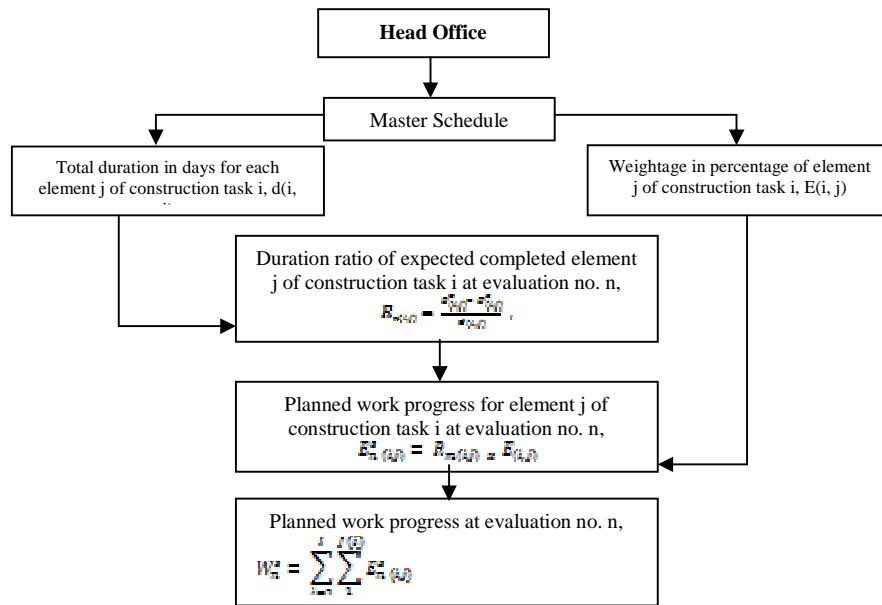 Head Office
Master Schedule
Total duration in days for each
element j of construction task i, d(i,
Weightage in percentage of element
j of construction task i, E(i, j)
Duration ratio of expected completed element
j of construction task i at evaluation no. n,
Planned work progress for element j of
construction task i at evaluation no. n,
Planned work progress at evaluation no. n,